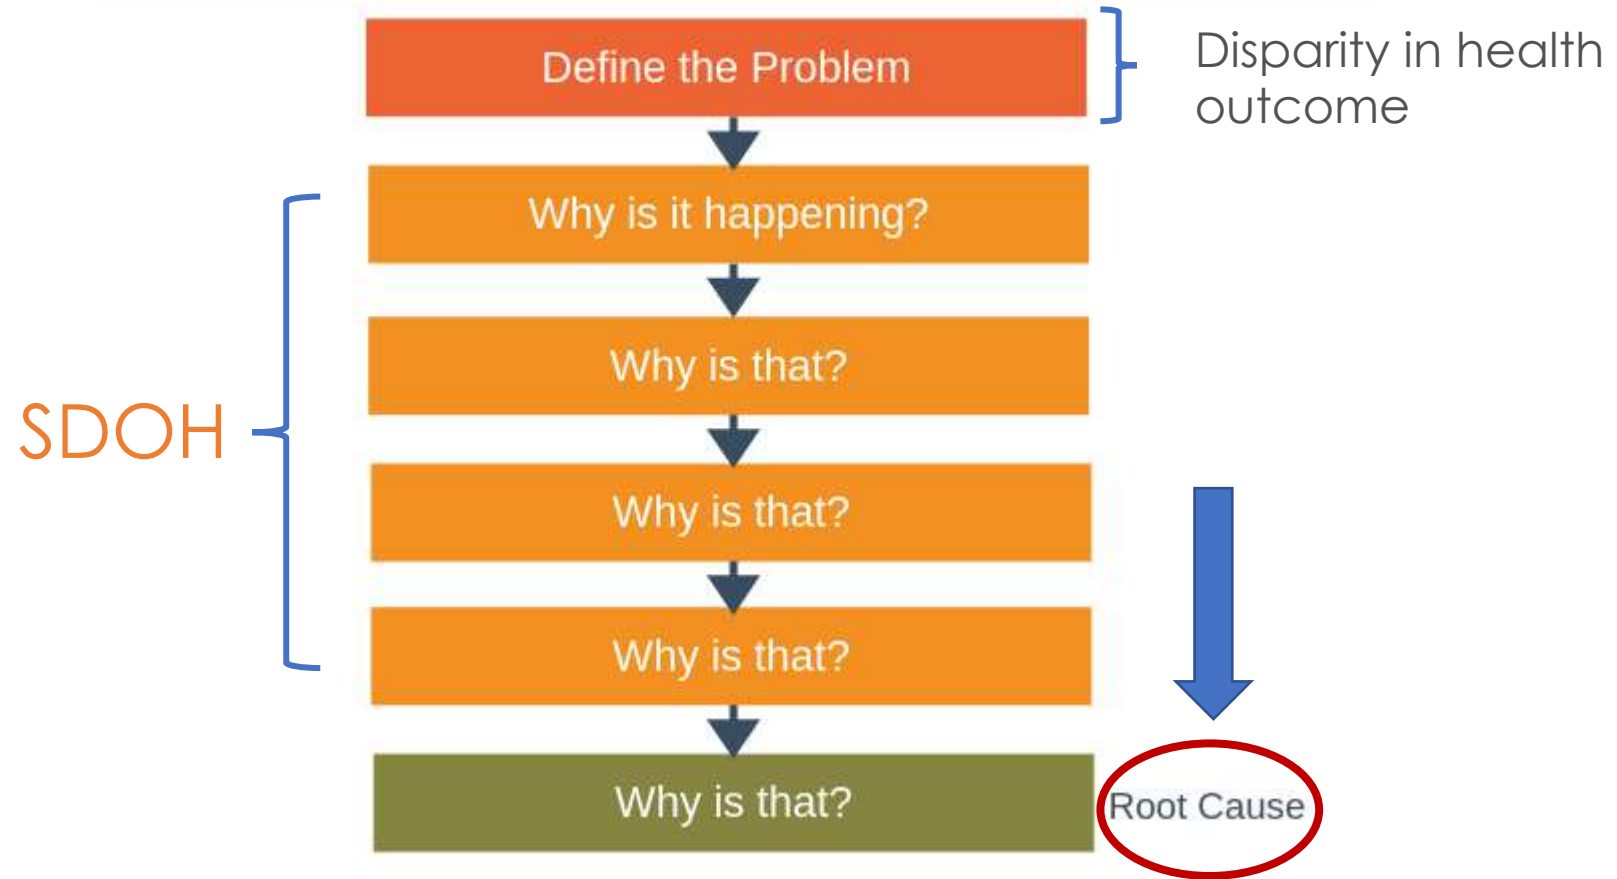 Define the Problem
Disparity in health
outcome
Why is it happening?
Why is that?
SDOH
Why is that?
Why is that?
Why is that?
Root Cause